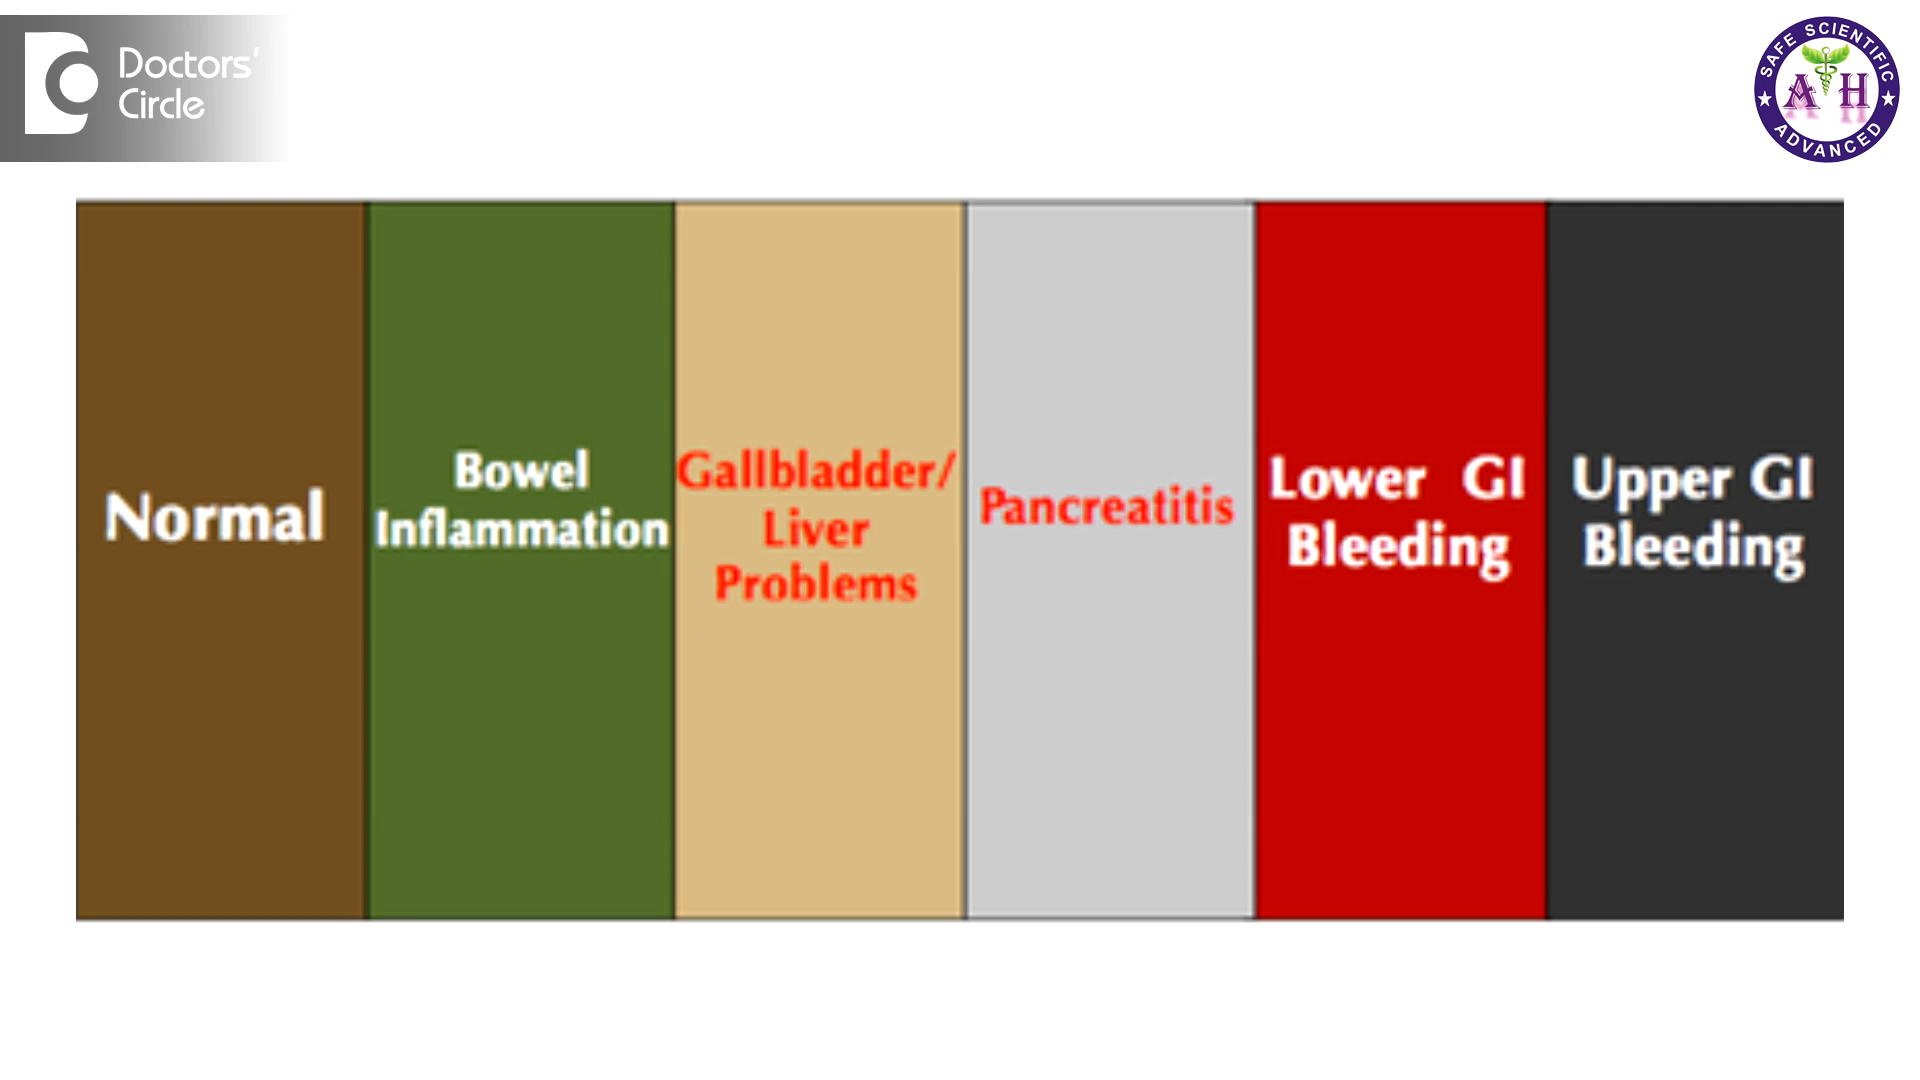 Doctors'
Circle
SAFE SCIENTIFIC
A H
ADVANCED
Normal
Bowel
Inflammation
Gallbladder/
Liver
Problems
Pancreatitis
Lower GI
Bleeding
Upper GI
Bleeding